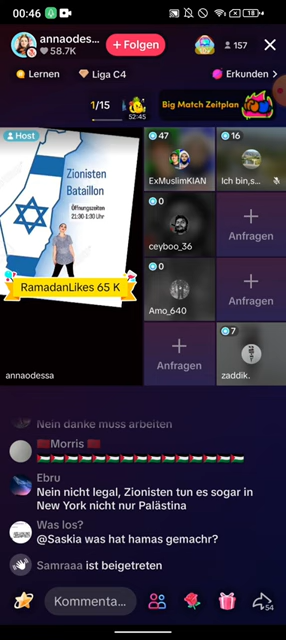 00:46
18
annaodes...
58.7K
+ Folgen
157
Lernen
Liga C4
Erkunden >
1/15
52:45
Big Match Zeitplan
Host
Zionisten
Bataillon
Öffnungszeiten
21:30-1:30 Uhr
RamadanLikes 65 K
annaodessa
47
ExMuslimKIAN
16
Ich bin,s...
0
ceyboo_36
Anfragen
0
Amo_640
Anfragen
Anfragen
7
zaddik.
Nein danke muss arbeiten
Morris
Ebru
Nein nicht legal, Zionisten tun es sogar in
New York nicht nur Palästina
Was los?
@Saskia was hat hamas gemachr?
Samraaa ist beigetreten
Kommenta...
54